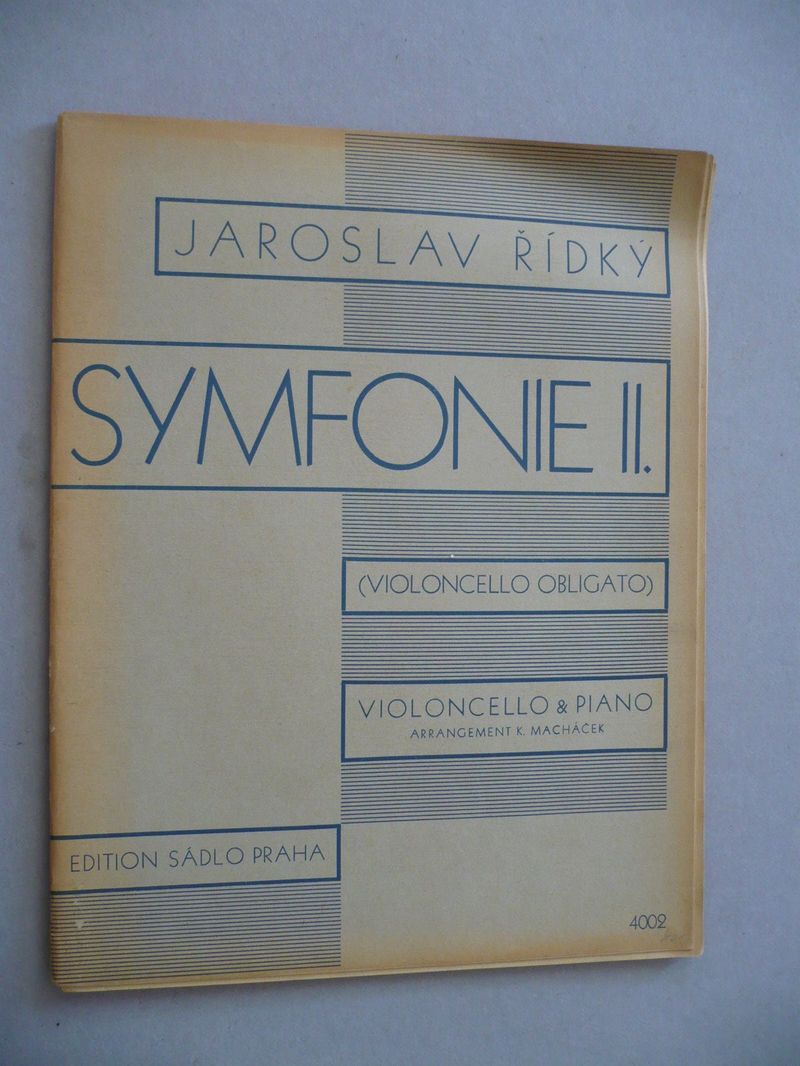 JAROSLAV ŘÍDKÝ
SYMFONIE II.
(VIOLONCELLO OBLIGATO)
VIOLONCELLO & PIANO
ARRANGEMENT K. MACHÁČEK
EDITION SÁDLO PRAHA
4002